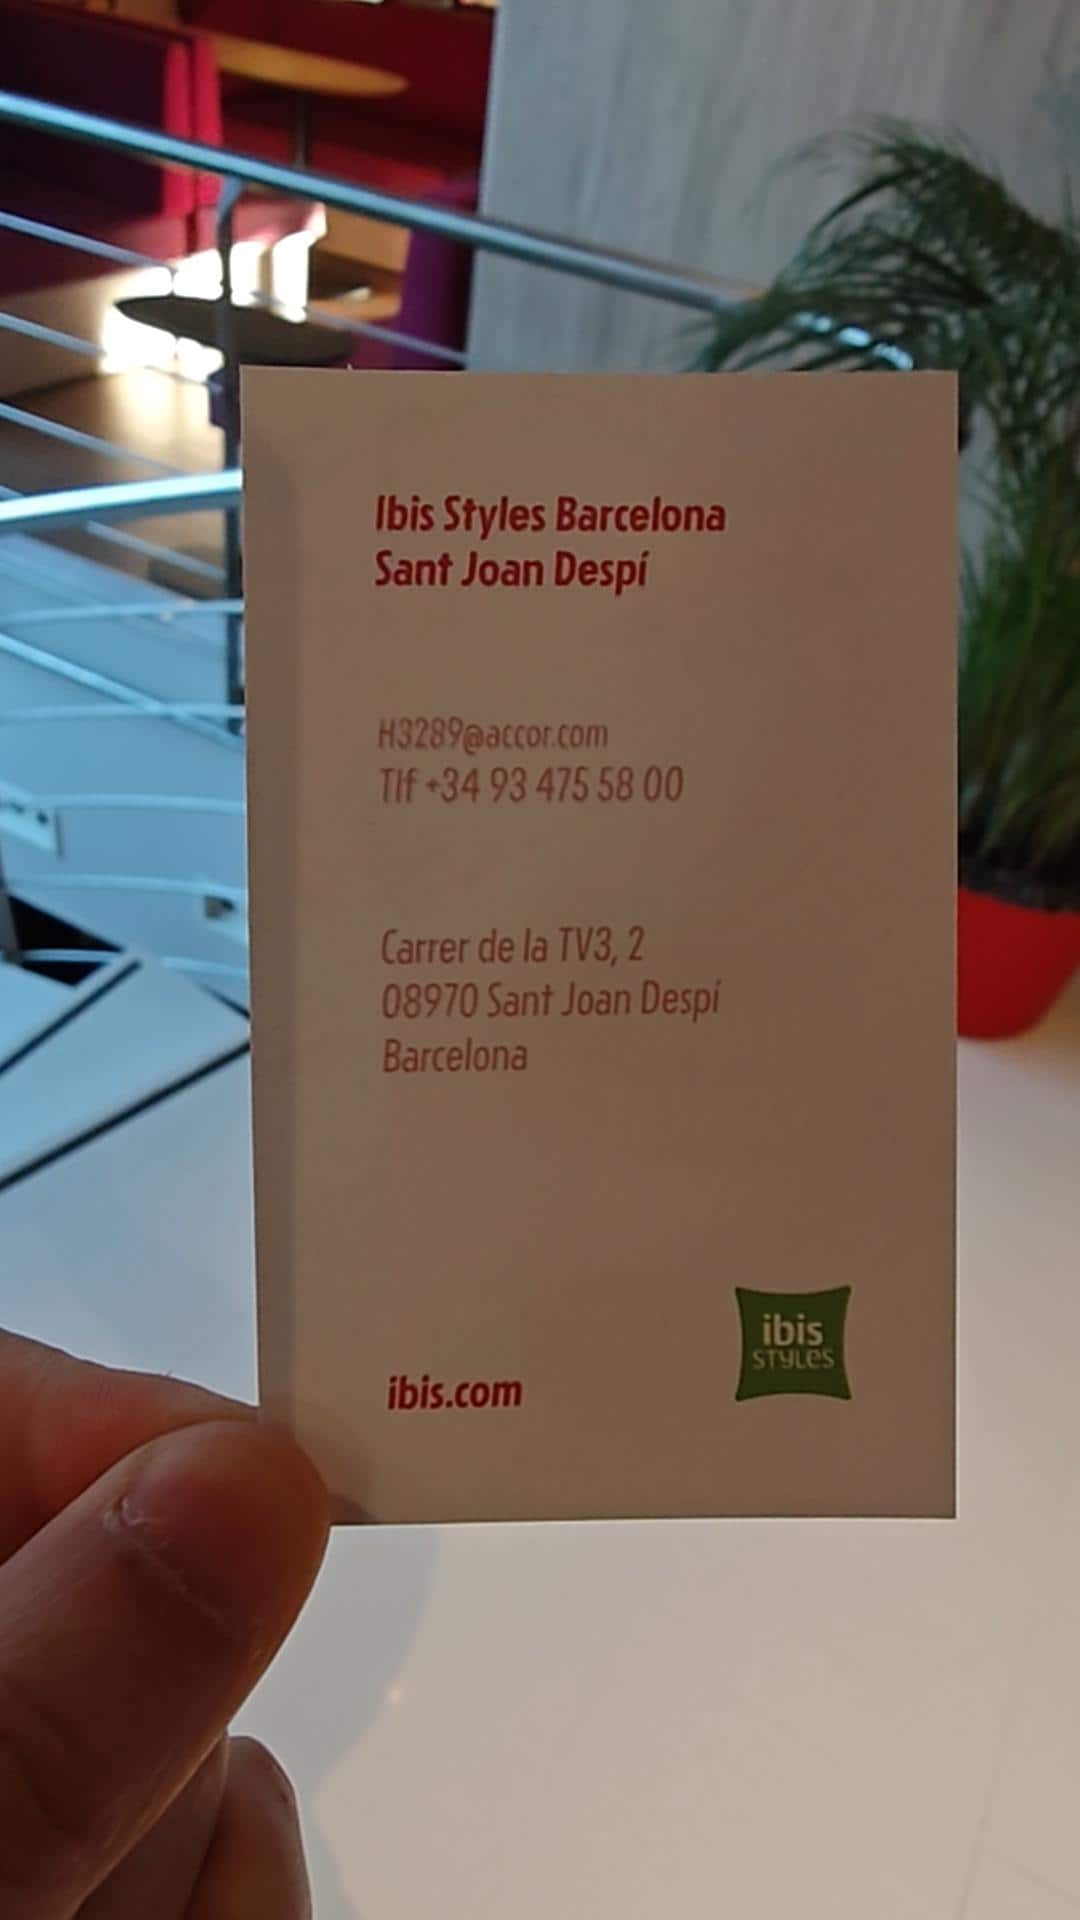 Ibis Styles Barcelona
Sant Joan Despí
H3289@accor.com
Tlf +34 93 475 58 00
Carrer de la TV3, 2
08970 Sant Joan Despí
Barcelona
ibis.com
ibis
STYLES